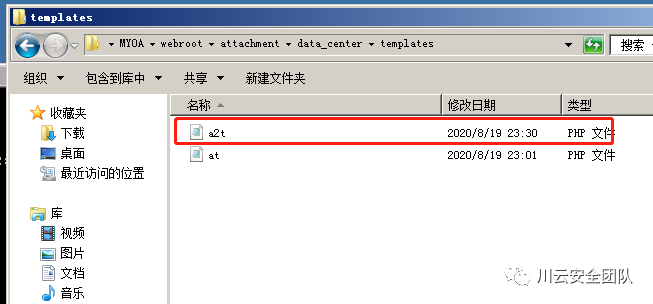 templates
MYOA webroot attachment data_center templates 搜索
组织 包含到库中 共享 新建文件夹
收藏夹
下载
桌面
最近访问的位置
库
视频
图片
文档
音乐
名称 修改日期 类型
a2t 2020/8/19 23:30 PHP 文件
at 2020/8/19 23:01 PHP 文件
川云安全团队